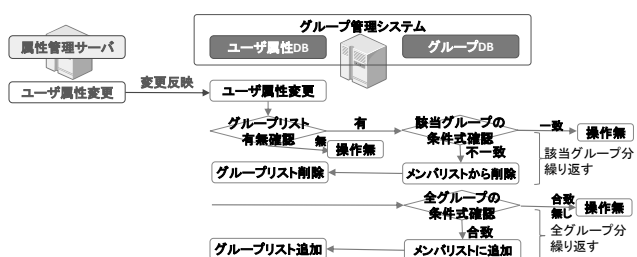 グループ管理システム
属性管理サーバ
ユーザ属性DB
グループDB
ユーザ属性変更
変更反映
ユーザ属性変更
グループリスト
有無確認
有
無
操作無
該当グループの
条件式確認
一致
操作無
不一致
該当グループ分
繰り返す
グループリスト削除
メンバリストから削除
全グループの
条件式確認
合致
無し
操作無
合致
全グループ分
繰り返す
グループリスト追加
メンバリストに追加